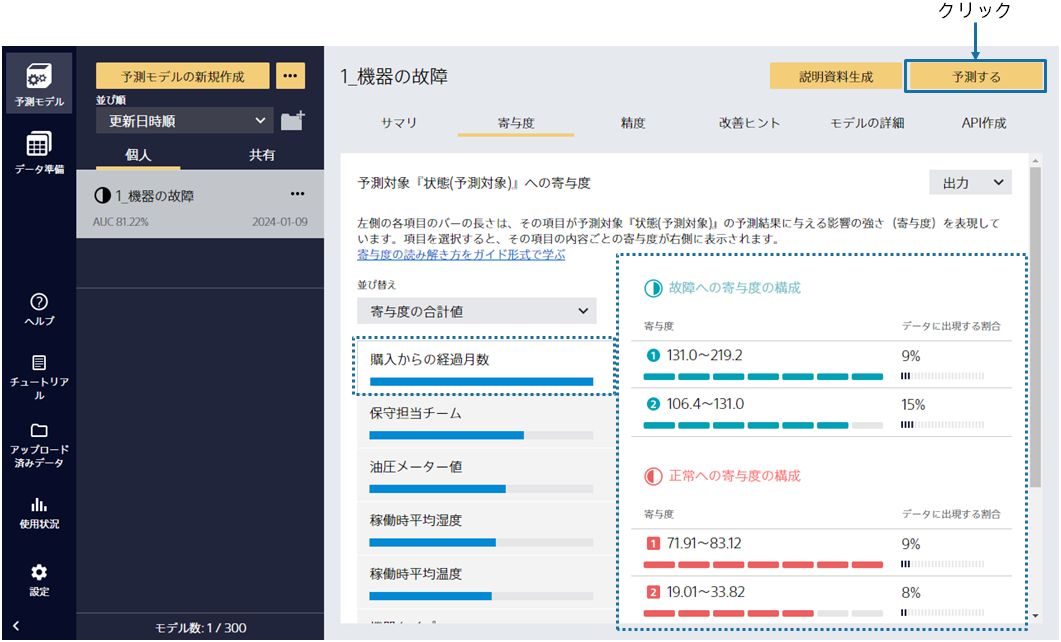 クリック
予測モデル
データ準備
ヘルプ
チュートリア
ル
アップロード
済みデータ
使用状況
設定
予測モデルの新規作成
並び順
更新日時順
個人
共有
1_機器の故障
AUC 81.22%
2024-01-09
モデル数: 1 / 300
1_機器の故障
説明資料生成
予測する
サマリ
寄与度
精度
改善ヒント
モデルの詳細
API作成
予測対象『状態(予測対象)』への寄与度
出力
左側の各項目のバーの長さは、その項目が予測対象『状態(予測対象)』の予測結果に与える影響の強さ（寄与度）を表現して
います。項目を選択すると、その項目の内容ごとの寄与度が右側に表示されます。
寄与度の読み解き方をガイド形式で学ぶ
並び替え
寄与度の合計値
購入からの経過月数
保守担当チーム
油圧メーター値
稼働時平均湿度
稼働時平均温度
故障への寄与度の構成
寄与度
データに出現する割合
1 131.0～219.2
9%
2 106.4～131.0
15%
正常への寄与度の構成
寄与度
データに出現する割合
1 71.91～83.12
9%
2 19.01～33.82
8%